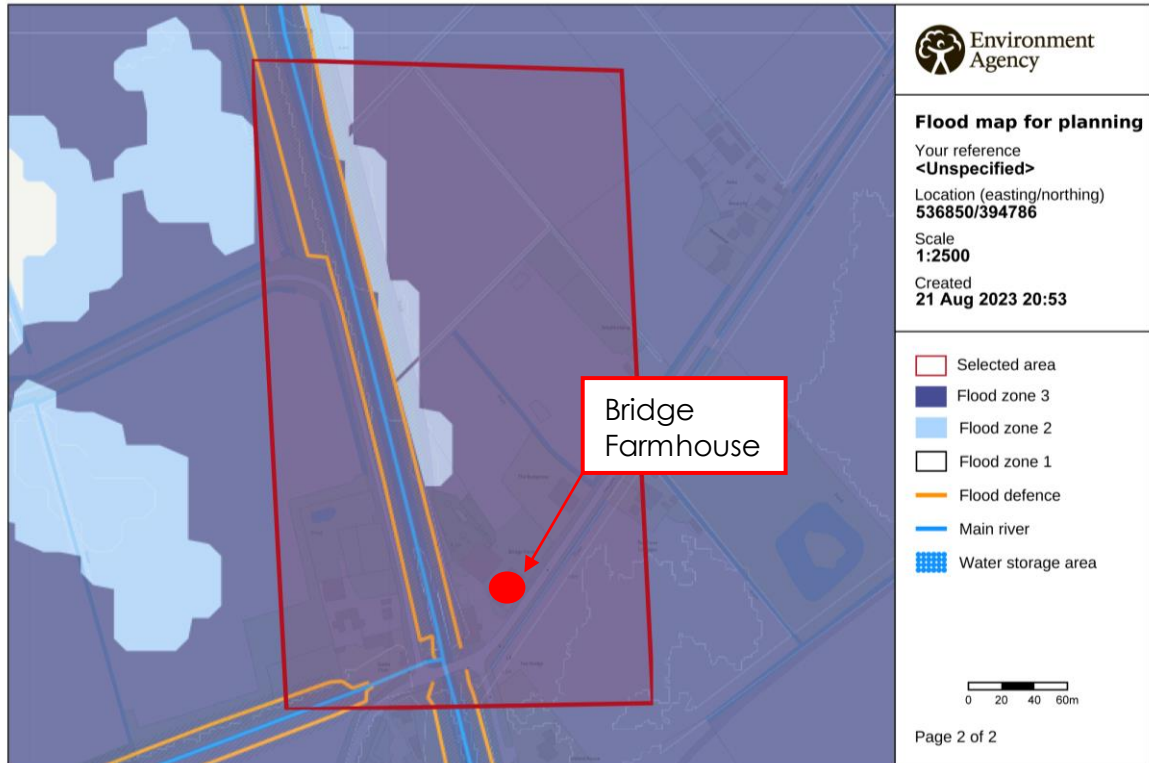 Bridge
Farmhouse
Environment
Agency
Flood map for planning
Your reference
<Unspecified>
Location (easting/northing)
536850/394786
Scale
1:2500
Created
21 Aug 2023 20:53
Selected area
Flood zone 3
Flood zone 2
Flood zone 1
Flood defence
Main river
Water storage area
0 20 40 60m
Page 2 of 2